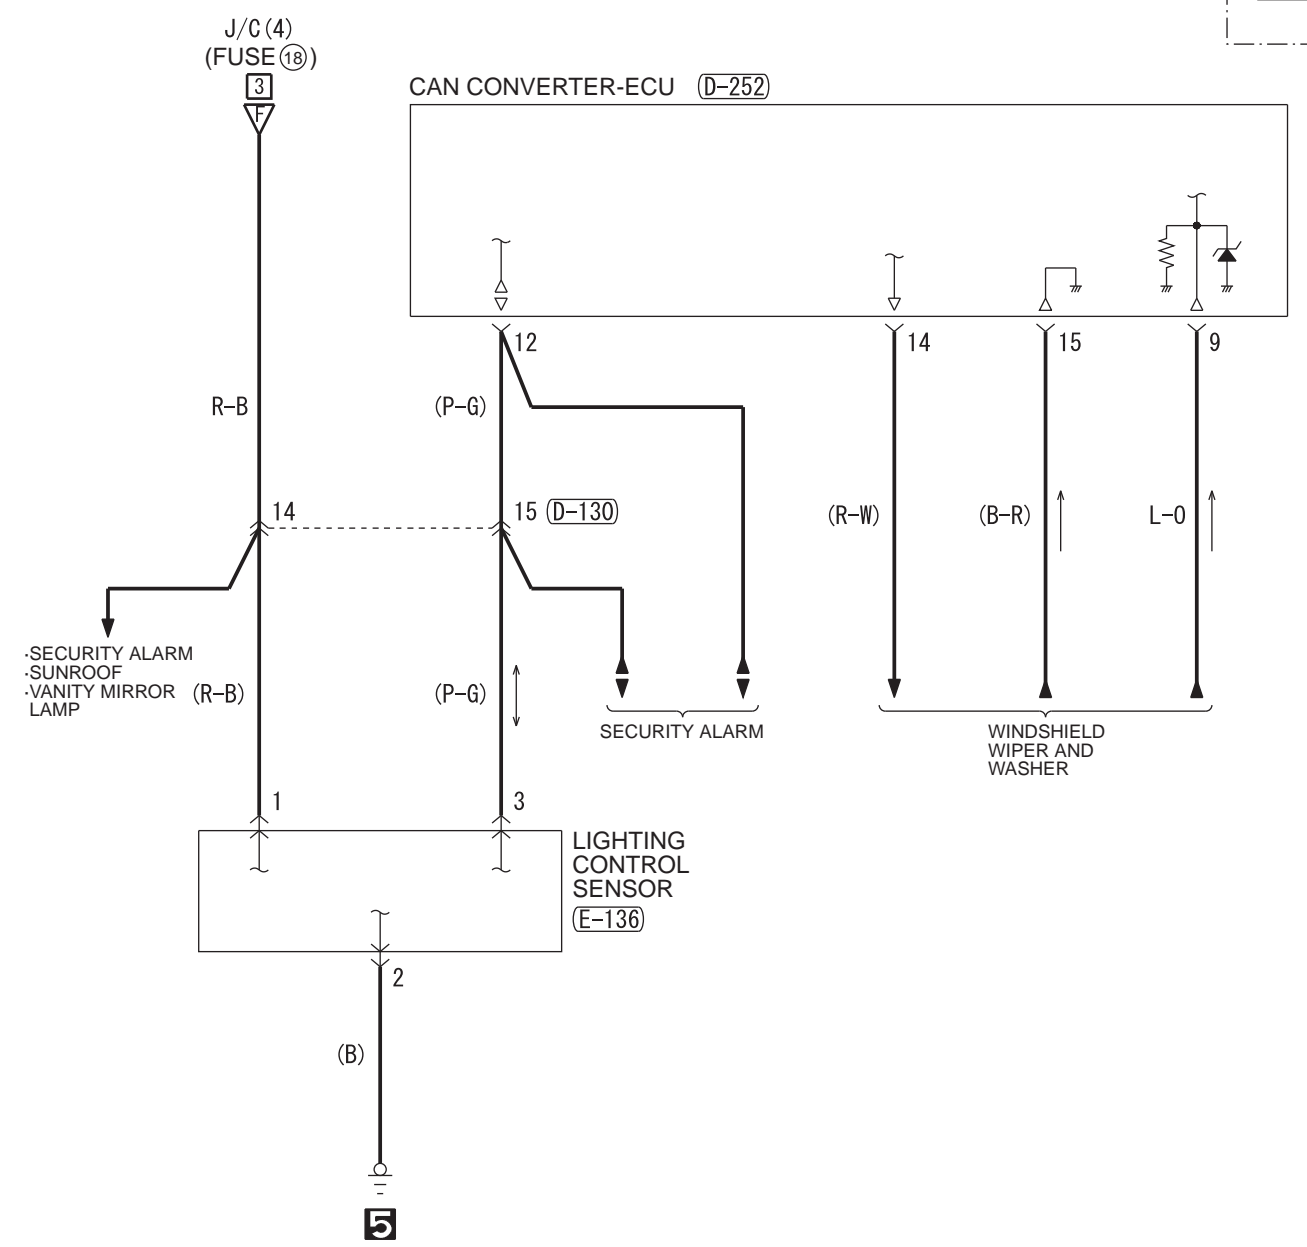 J/C(4)
(FUSE 18)
3
F
CAN CONVERTER-ECU D-252
12
14
15
9
R-B
(P-G)
14
15 D-130
(R-W)
(B-R)
L-O
·SECURITY ALARM
·SUNROOF
·VANITY MIRROR
LAMP
(R-B)
(P-G)
SECURITY ALARM
WINDSHIELD
WIPER AND
WASHER
1
3
LIGHTING
CONTROL
SENSOR
E-136
2
(B)
5